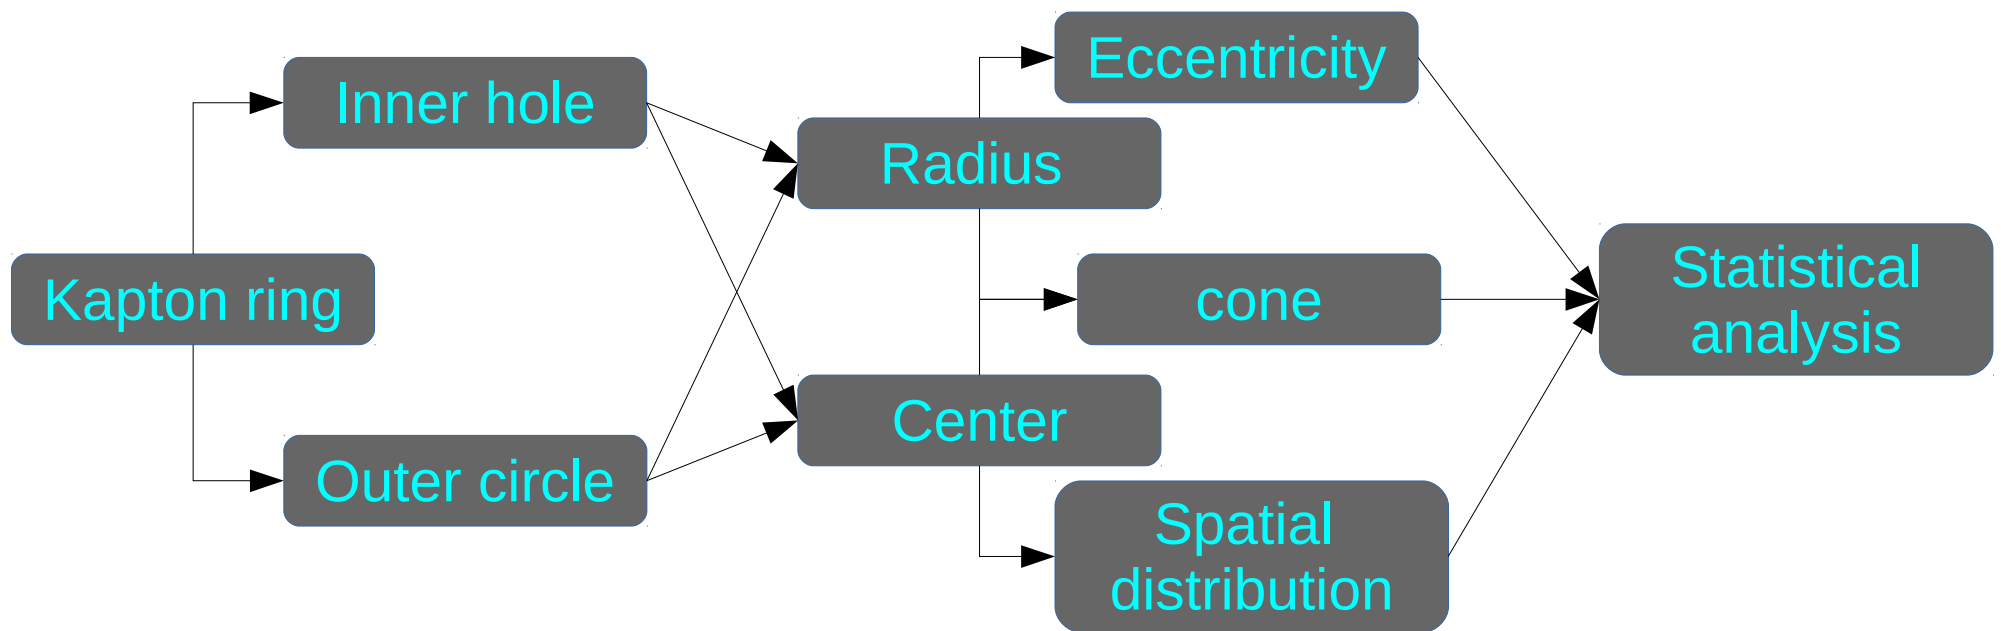 Kapton ring
Inner hole
Outer circle
Radius
Center
Eccentricity
cone
Spatial
distribution
Statistical
analysis